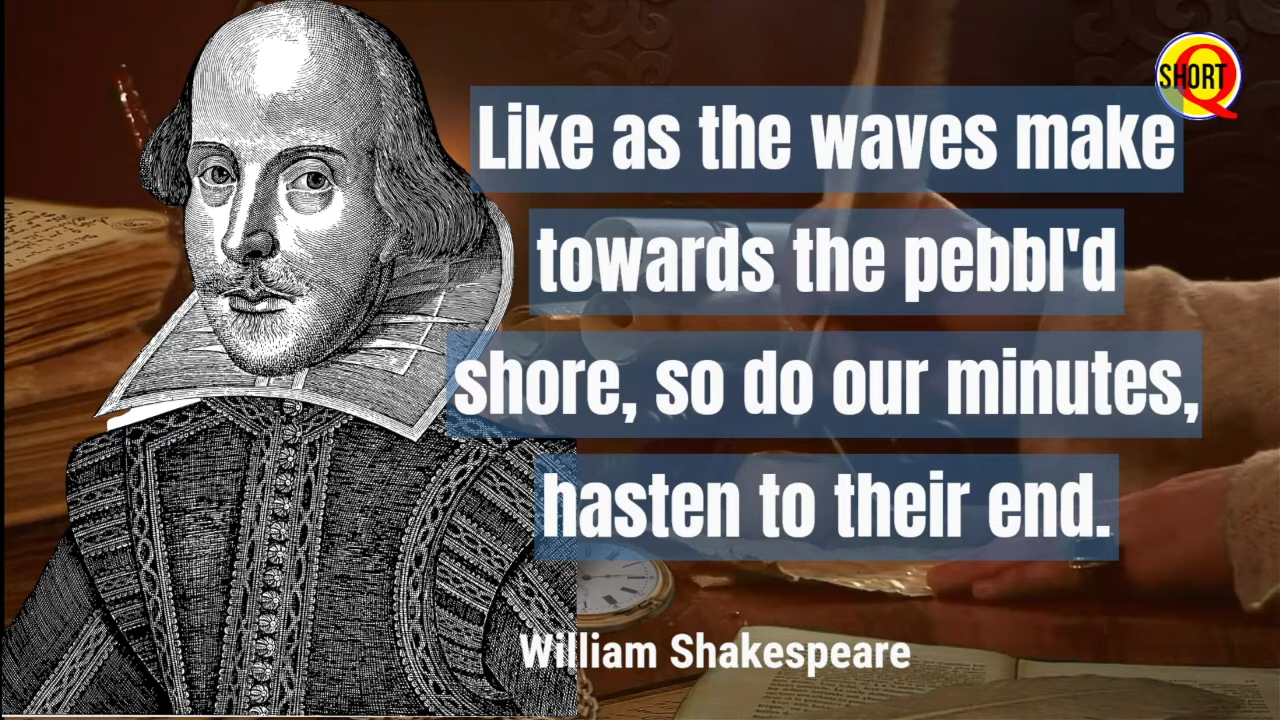 SHORT Q
Like as the waves make
towards the pebbl'd
shore, so do our minutes,
hasten to their end.
William Shakespeare